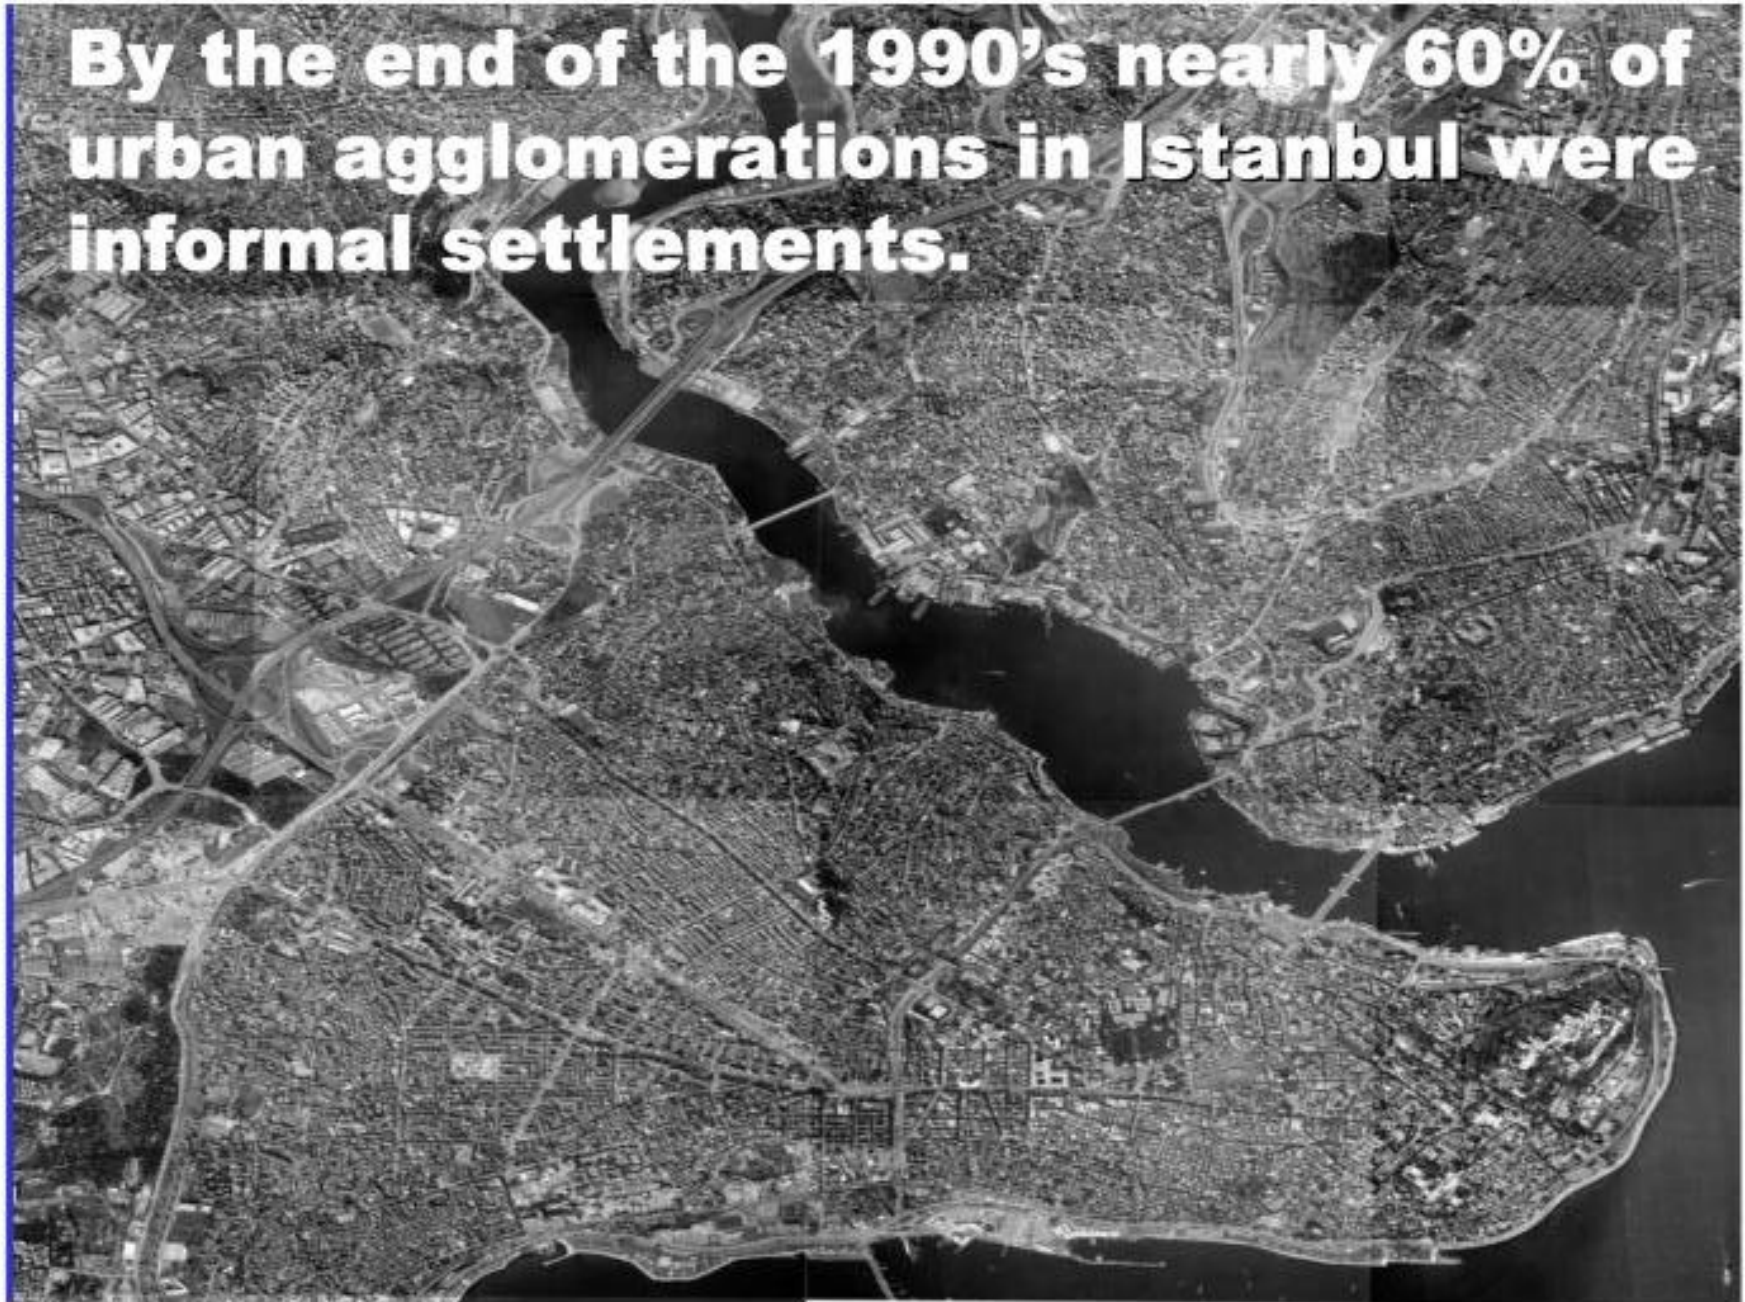 By the end of the 1990’s nearly 60% of
urban agglomerations in Istanbul were
informal settlements.